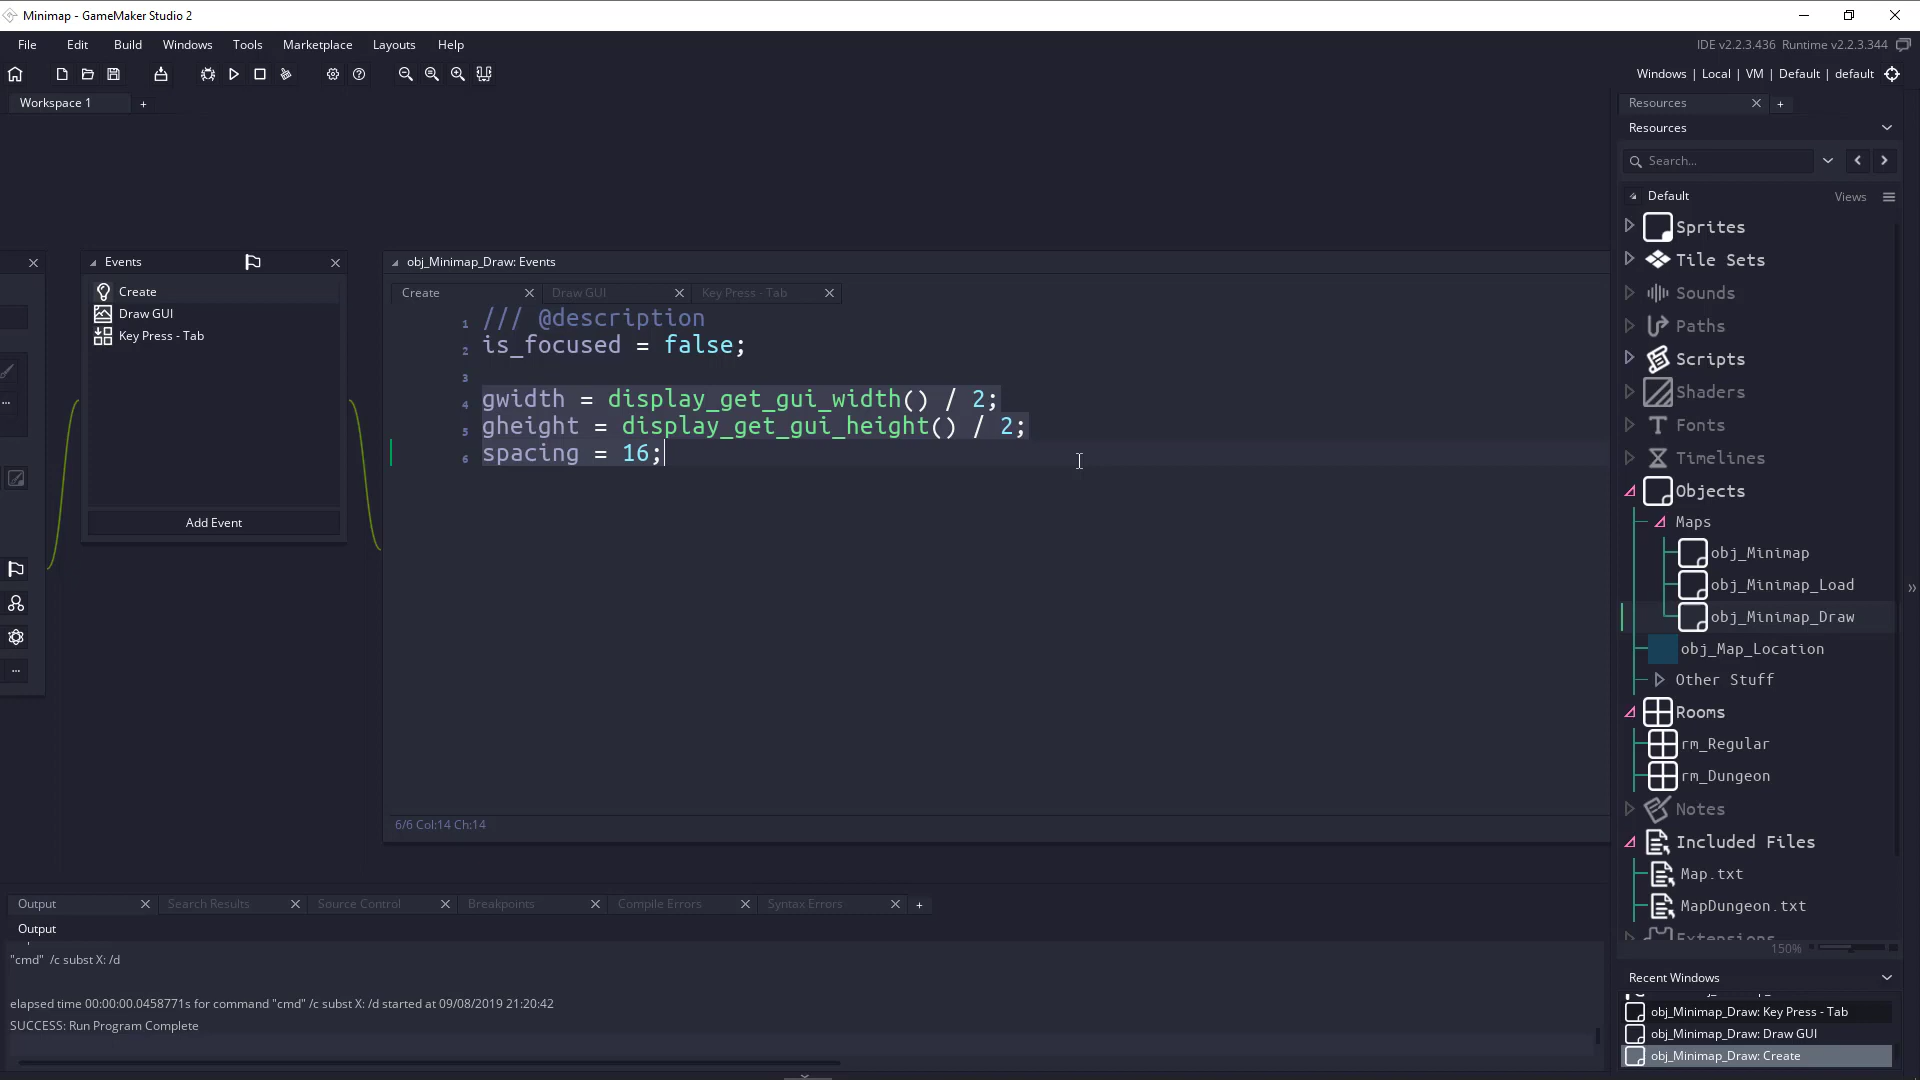 Minimap - GameMaker Studio 2
File Edit Build Windows Tools Marketplace Layouts Help
IDE v2.2.3.436 Runtime v2.2.3.344
Windows | Local | VM | Default | default
Workspace 1 +
Resources +
Resources
Search...
Default Views
Sprites
Tile Sets
Sounds
Paths
Scripts
Shaders
Fonts
Timelines
Objects
Maps
obj_Minimap
obj_Minimap_Load
obj_Minimap_Draw
obj_Map_Location
Other Stuff
Rooms
rm_Regular
rm_Dungeon
Notes
Included Files
Map.txt
MapDungeon.txt
Extensions
150%
Events
Create
Draw GUI
Key Press - Tab
Add Event
obj_Minimap_Draw: Events
Create Draw GUI Key Press - Tab
1 /// @description
2 is_focused = false;
3
4 gwidth = display_get_gui_width() / 2;
5 gheight = display_get_gui_height() / 2;
6 spacing = 16;
6/6 Col:14 Ch:14
Output Search Results Source Control Breakpoints Compile Errors Syntax Errors +
Output
"cmd" /c subst X: /d
elapsed time 00:00:00.0458771s for command "cmd" /c subst X: /d started at 09/08/2019 21:20:42
SUCCESS: Run Program Complete
Recent Windows
obj_Minimap_Draw: Key Press - Tab
obj_Minimap_Draw: Draw GUI
obj_Minimap_Draw: Create